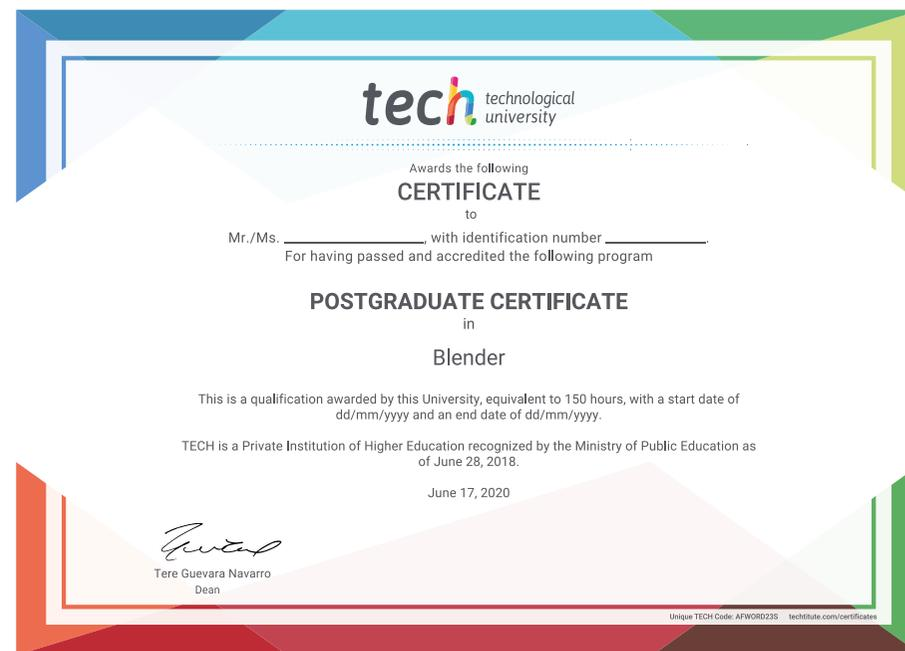 tech technological
university
Awards the following
CERTIFICATE
to
Mr./Ms. ________________, with identification number ____________.
For having passed and accredited the following program
POSTGRADUATE CERTIFICATE
in
Blender
This is a qualification awarded by this University, equivalent to 150 hours, with a start date of
dd/mm/yyyy and an end date of dd/mm/yyyy.
TECH is a Private Institution of Higher Education recognized by the Ministry of Public Education as
of June 28, 2018.
June 17, 2020
Tere Guevara Navarro
Dean
Unique TECH Code: AFWORD23S techtitute.com/certificates